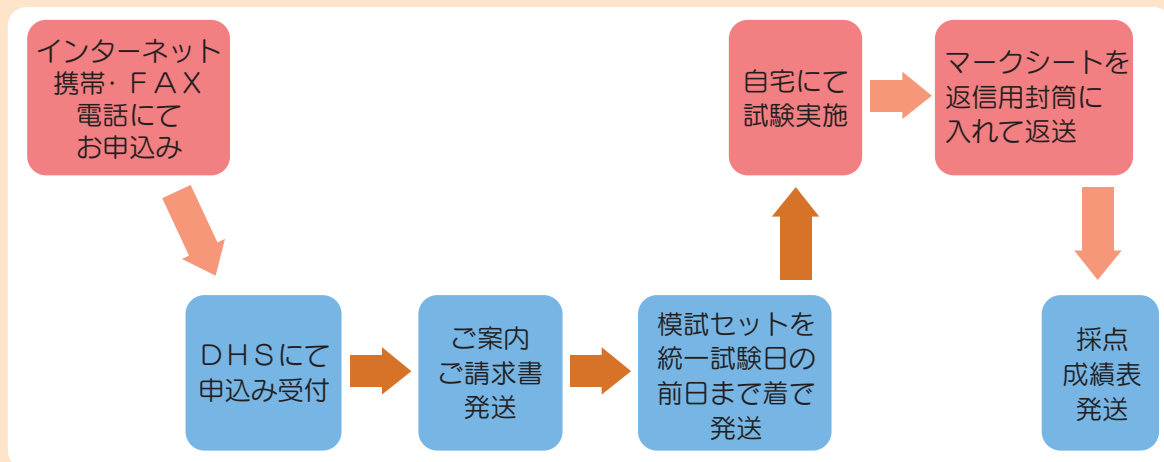 インターネット
携帯・ＦＡＸ
電話にて
お申込み
ＤＨＳにて
申込み受付
ご案内
ご請求書
発送
模試セットを
統一試験日の
前日まで着で
発送
自宅にて
試験実施
マークシートを
返信用封筒に
入れて返送
採点
成績表
発送